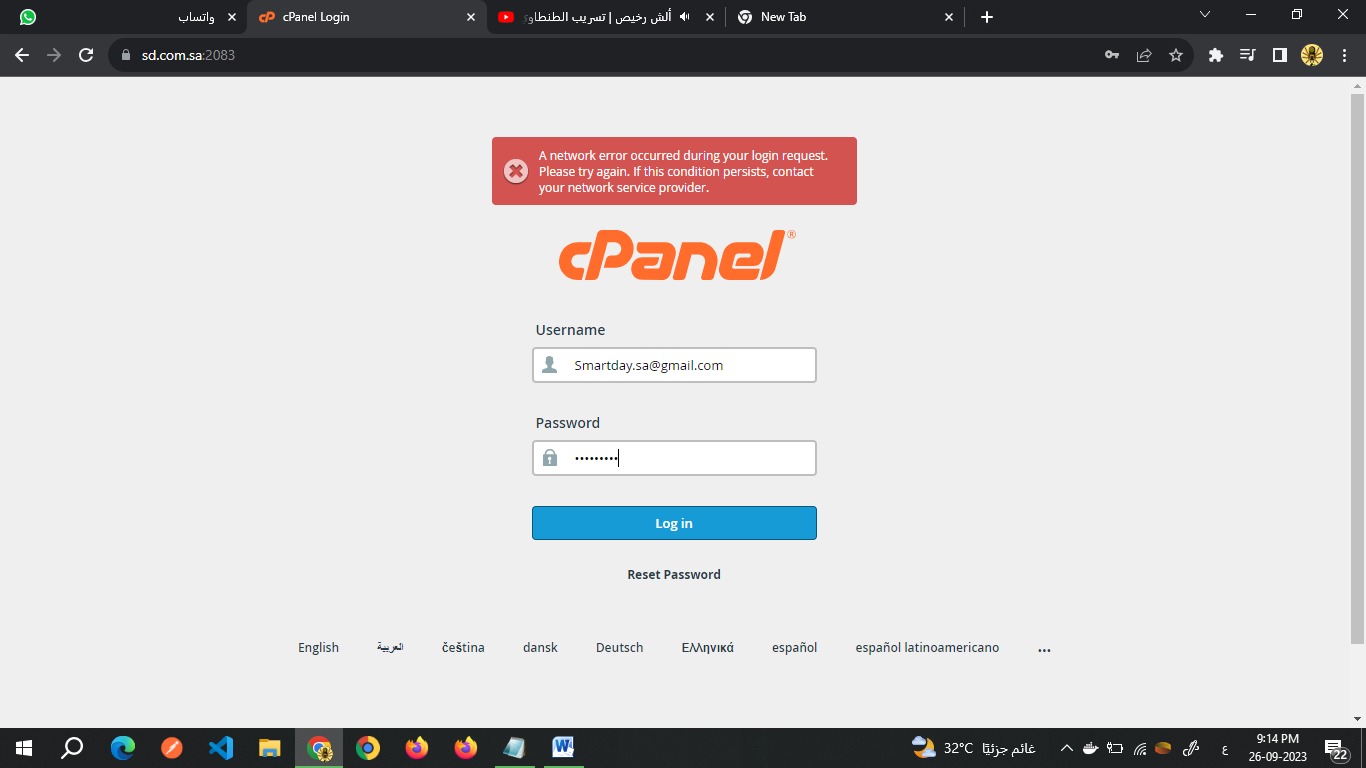 واتساب
cPanel Login
ألش رخيص | تسريب الطنطاوي
New Tab
sd.com.sa:2083
A network error occurred during your login request.
Please try again. If this condition persists, contact
your network service provider.
cPanel®
Username
Smartday.sa@gmail.com
Password
Log in
Reset Password
English العربية čeština dansk Deutsch Ελληνικά español español latinoamericano ...
32°C غائم جزئيًا ع
9:14 PM
26-09-2023
22